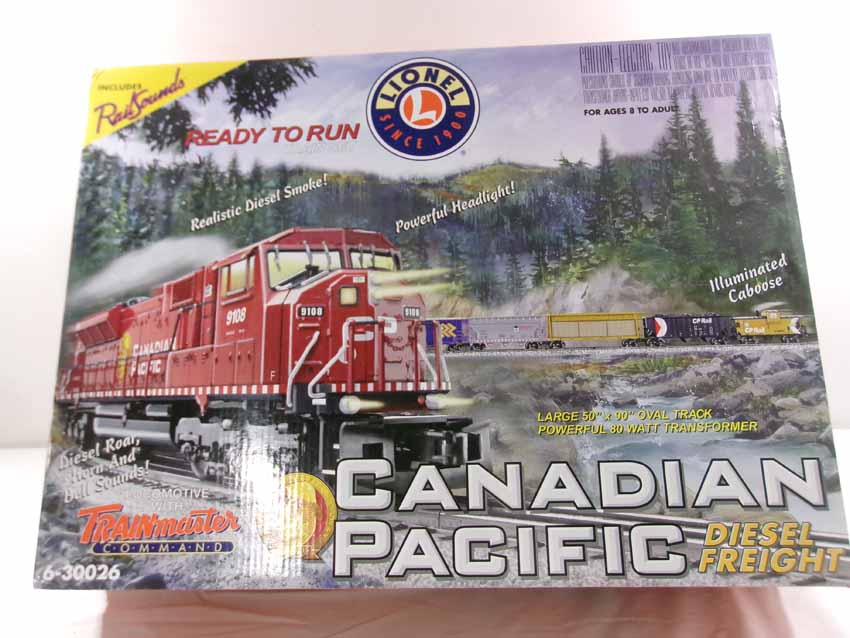 INCLUDES
RailSounds
READY TO RUN
LIONEL
L
SINCE 1900
CAUTION-ELECTRIC TOY
FOR AGES 8 TO ADULT
Realistic Diesel Smoke!
Powerful Headlight!
Illuminated
Caboose
9108
9108
9108
CANADIAN
PACIFIC
F
CP Rail
CP Rail
LARGE 50" x 90" OVAL TRACK
POWERFUL 80 WATT TRANSFORMER
Diesel Roar,
Horn And
Bell Sounds!
LOCOMOTIVE
WITH
TRAINmaster
COMMAND
CANADIAN
PACIFIC
DIESEL
FREIGHT
6-30026